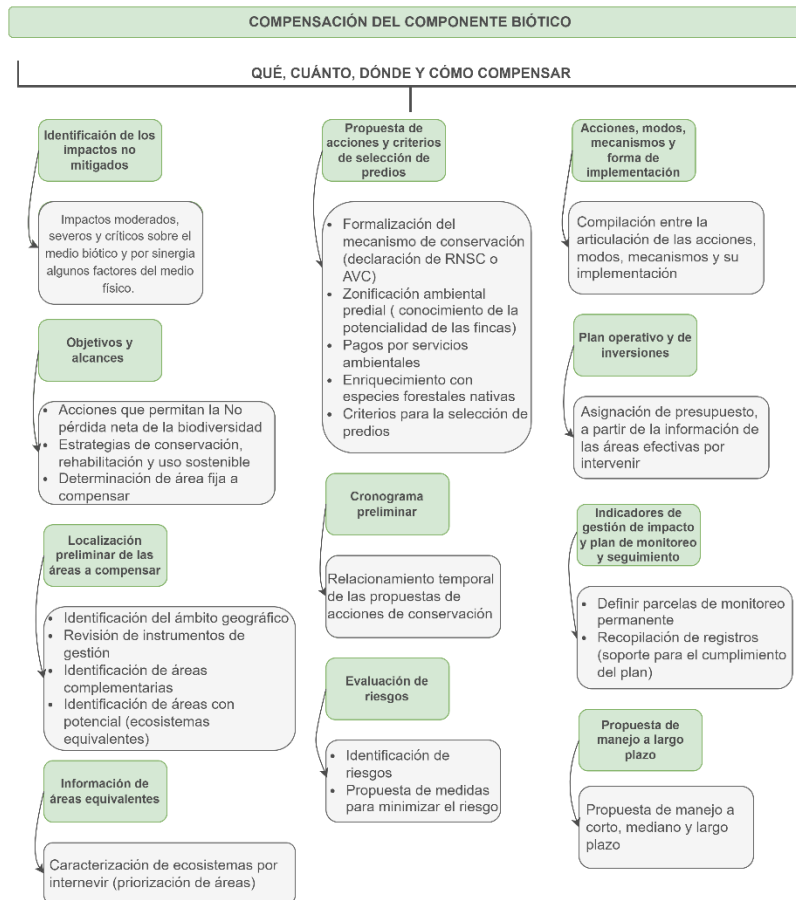 COMPENSACIÓN DEL COMPONENTE BIÓTICO
QUÉ, CUÁNTO, DÓNDE Y CÓMO COMPENSAR
Identificaión de los
impactos no
mitigados
Impactos moderados,
severos y críticos sobre el
medio biótico y por sinergia
algunos factores del medio
físico.
Objetivos y
alcances
• Acciones que permitan la No
pérdida neta de la biodiversidad
• Estrategias de conservación,
rehabilitación y uso sostenible
• Determinación de área fija a
compensar
Localización
preliminar de las
áreas a compensar
• Identificación del ámbito geográfico
• Revisión de instrumentos de
gestión
• Identificación de áreas
complementarias
• Identificación de áreas con
potencial (ecosistemas
equivalentes)
Información de
áreas equivalentes
Caracterización de ecosistemas por
internevir (priorización de áreas)
Propuesta de
acciones y criterios
de selección de
predios
• Formalización del
mecanismo de conservación
(declaración de RNSC o
AVC)
• Zonificación ambiental
predial ( conocimiento de la
potencialidad de las fincas)
• Pagos por servicios
ambientales
• Enriquecimiento con
especies forestales nativas
• Criterios para la selección de
predios
Cronograma
preliminar
Relacionamiento temporal
de las propuestas de
acciones de conservación
Evaluación de
riesgos
• Identificación de
riesgos
• Propuesta de medidas
para minimizar el riesgo
Acciones, modos,
mecanismos y
forma de
implementación
Compilación entre la
articulación de las acciones,
modos, mecanismos y su
implementación
Plan operativo y de
inversiones
Asignación de presupuesto,
a partir de la información de
las áreas efectivas por
intervenir
Indicadores de
gestión de impacto
y plan de monitoreo
y seguimiento
• Definir parcelas de monitoreo
permanente
• Recopilación de registros
(soporte para el cumplimiento
del plan)
Propuesta de
manejo a largo
plazo
Propuesta de manejo a
corto, mediano y largo
plazo